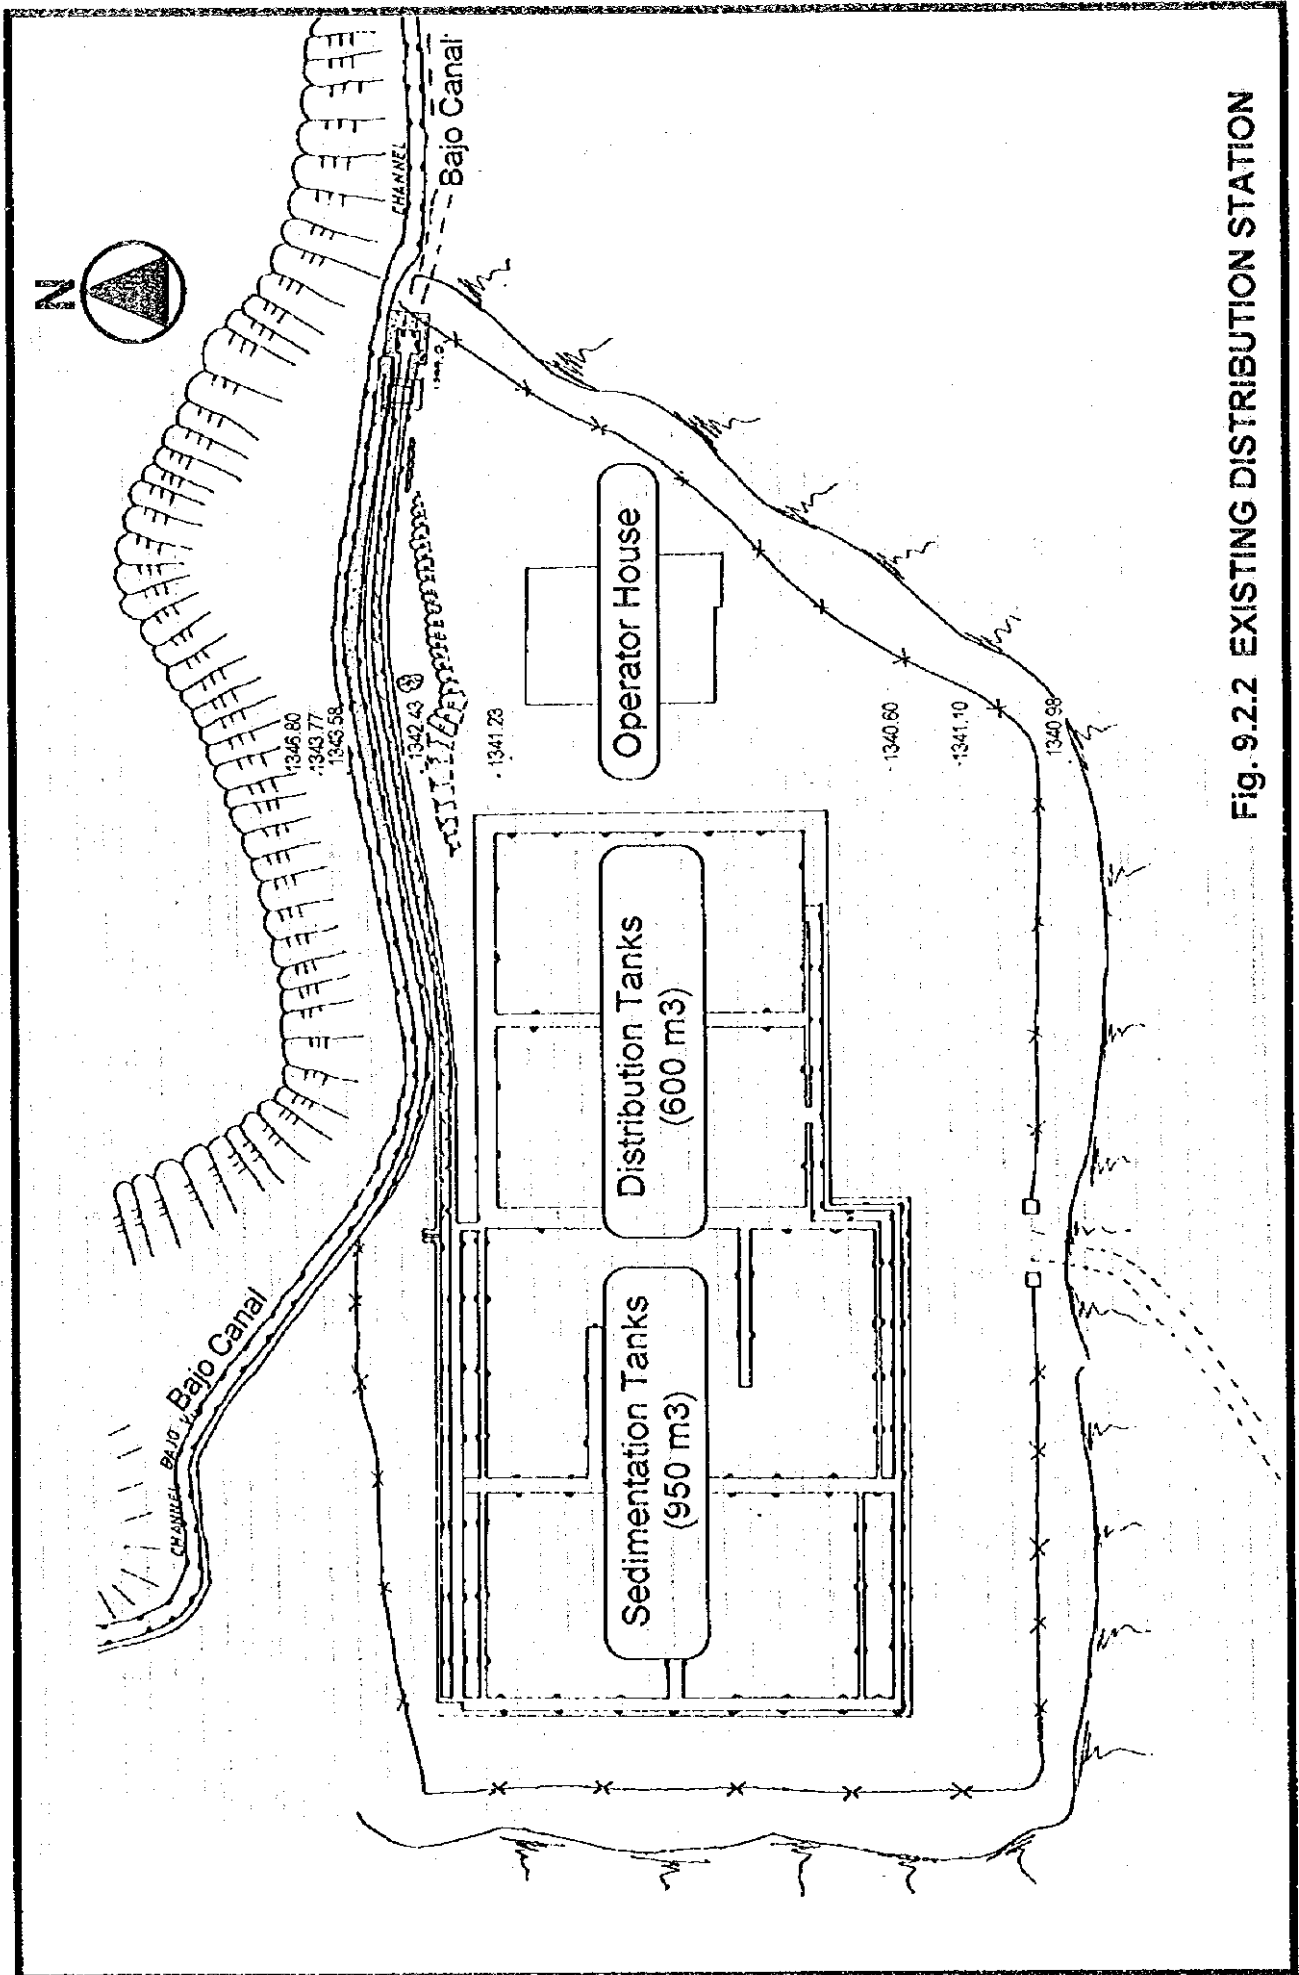 N
CHANNEL
Bajo Canal
CHANNEL BAJO
Bajo Canal
1346.80
1343.77
1343.58
1342.43
1341.23
Operator House
1340.60
1341.10
1340.98
Distribution Tanks
(600 m3)
Sedimentation Tanks
(950 m3)
Fig. 9.2.2 EXISTING DISTRIBUTION STATION